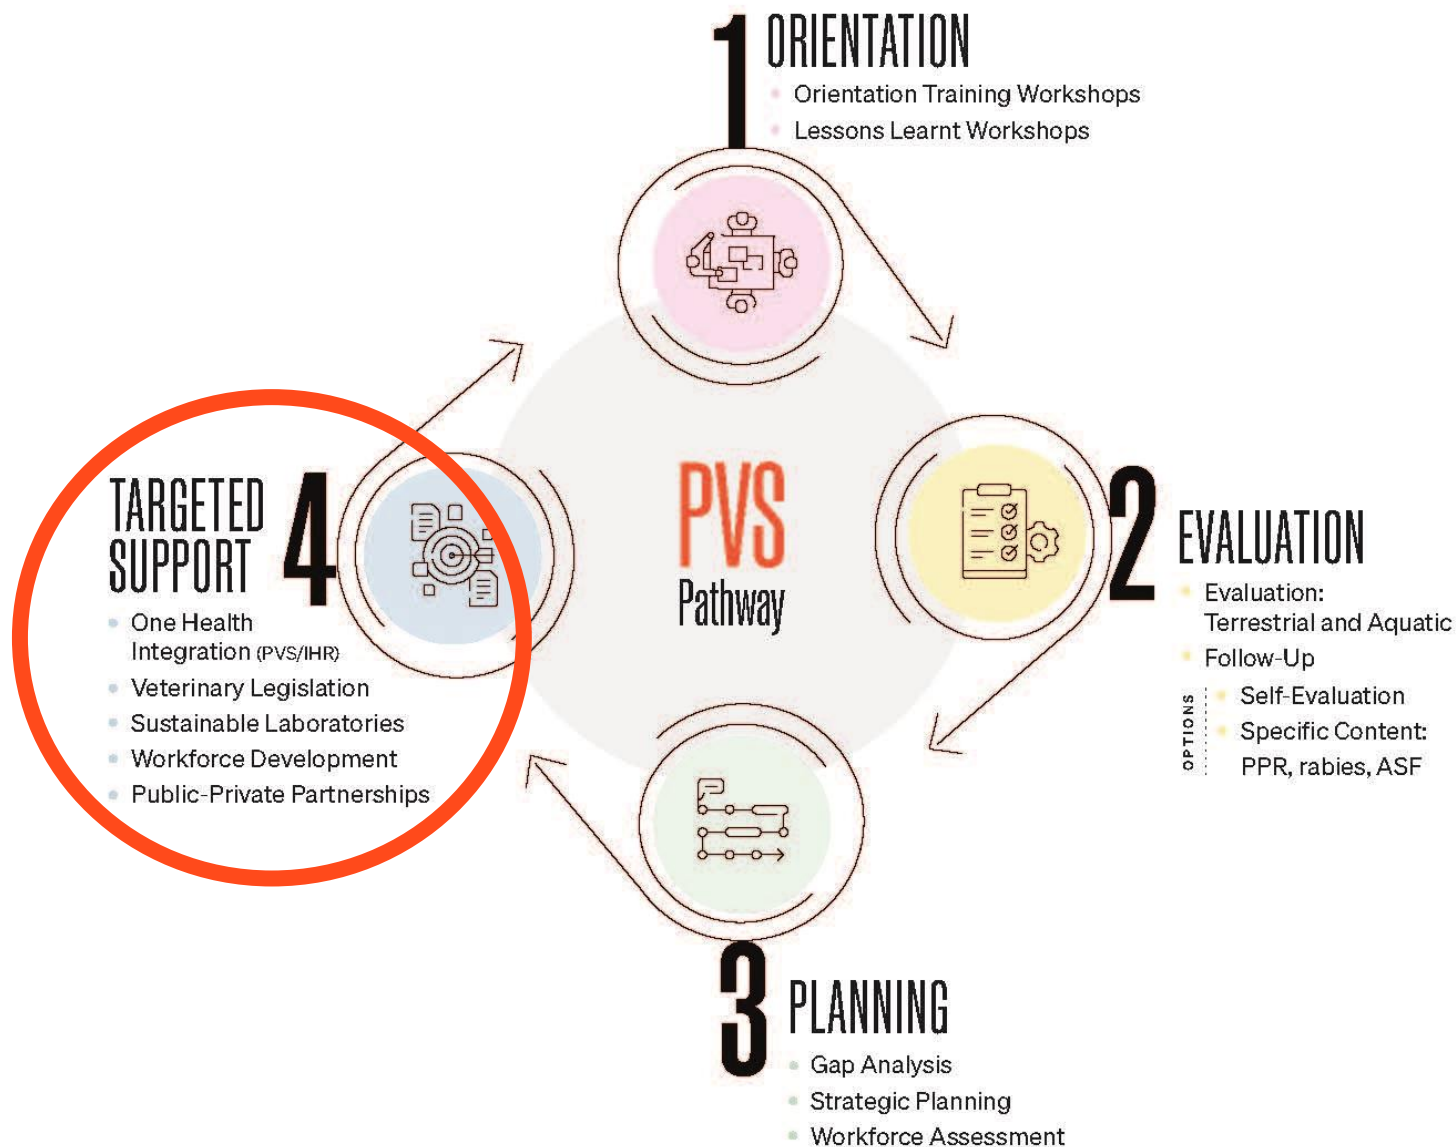 1
ORIENTATION
Orientation Training Workshops
Lessons Learnt Workshops
PVS
Pathway
2
EVALUATION
Evaluation:
Terrestrial and Aquatic
Follow-Up
OPTIONS
Self-Evaluation
Specific Content:
PPR, rabies, ASF
3
PLANNING
Gap Analysis
Strategic Planning
Workforce Assessment
4
TARGETED
SUPPORT
One Health
Integration (PVS/IHR)
Veterinary Legislation
Sustainable Laboratories
Workforce Development
Public-Private Partnerships